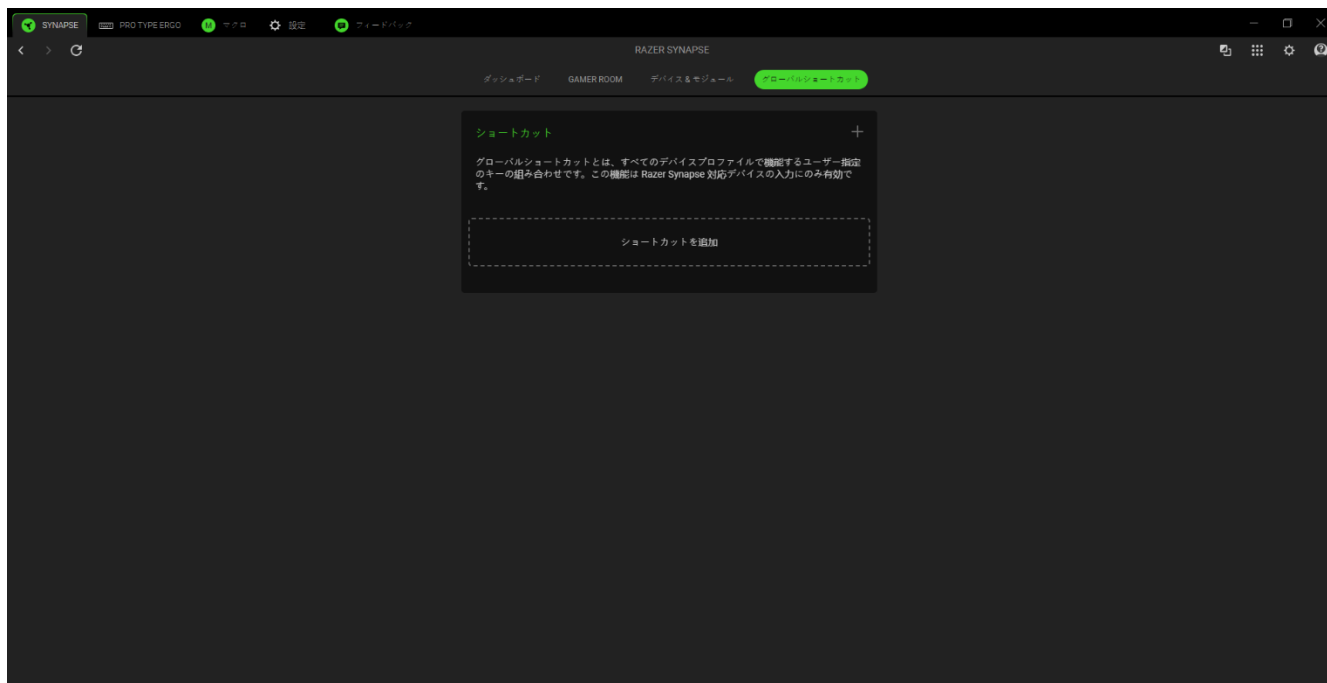 SYNAPSE PRO TYPE ERGO M マクロ 設定 フィードバック
RAZER SYNAPSE
ダッシュボード GAMER ROOM デバイス & モジュール グローバルショートカット
ショートカット
グローバルショートカットとは、すべてのデバイスプロファイルで機能するユーザー指定
のキーの組み合わせです。この機能は Razer Synapse 対応デバイスの入力にのみ有効で
す。
ショートカットを追加